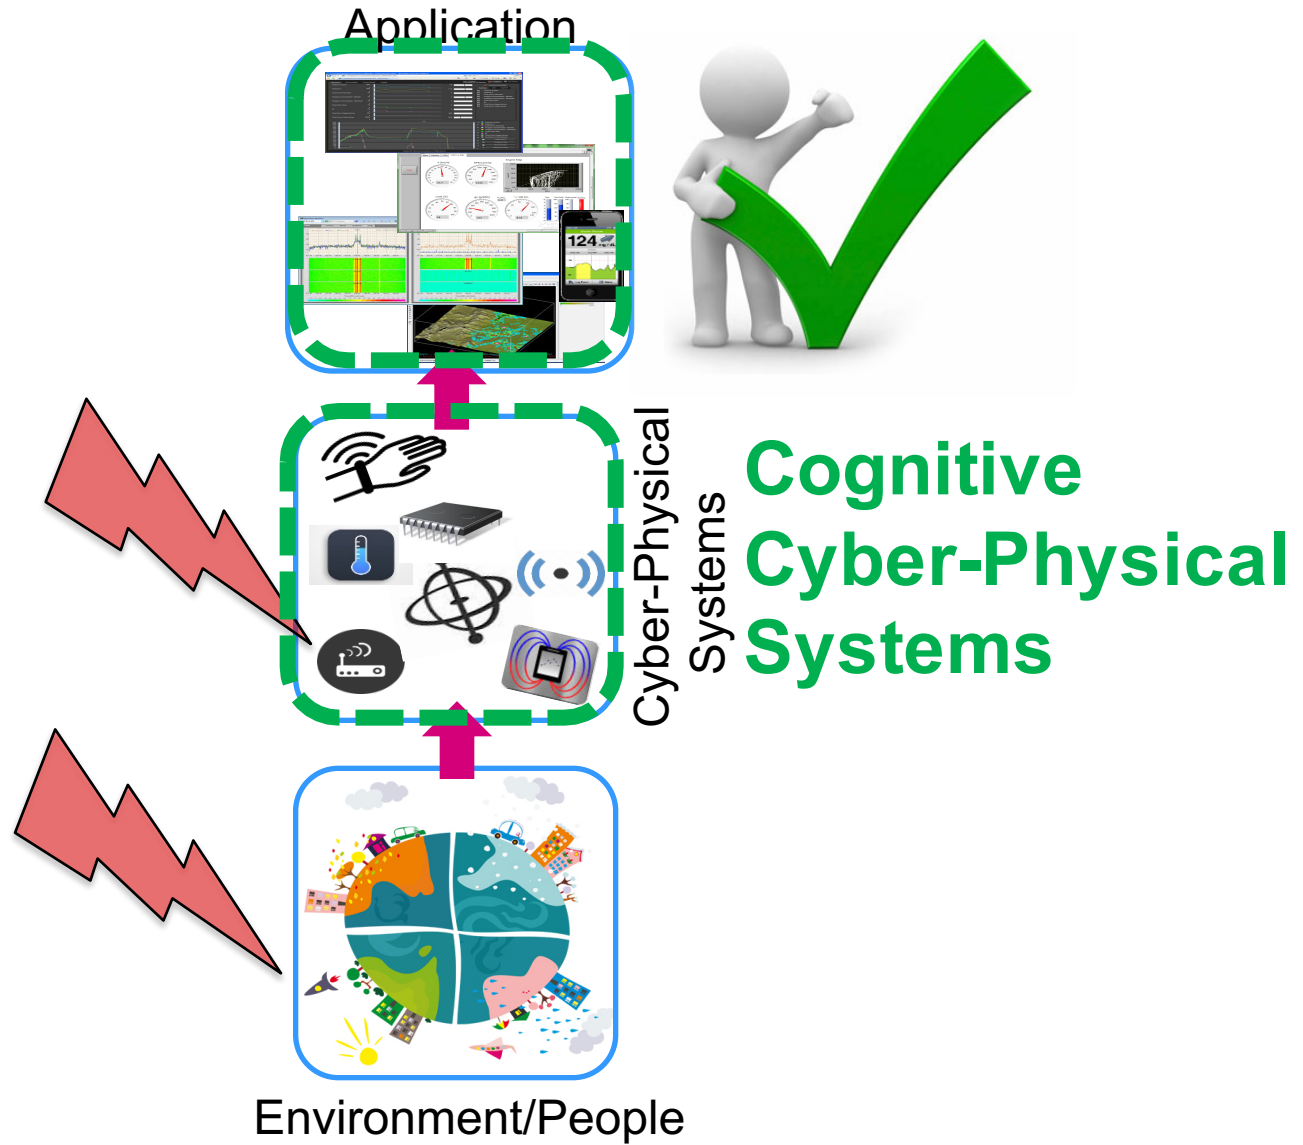 Application
124
Cyber-Physical
Systems
Cognitive
Cyber-Physical
Systems
Environment/People